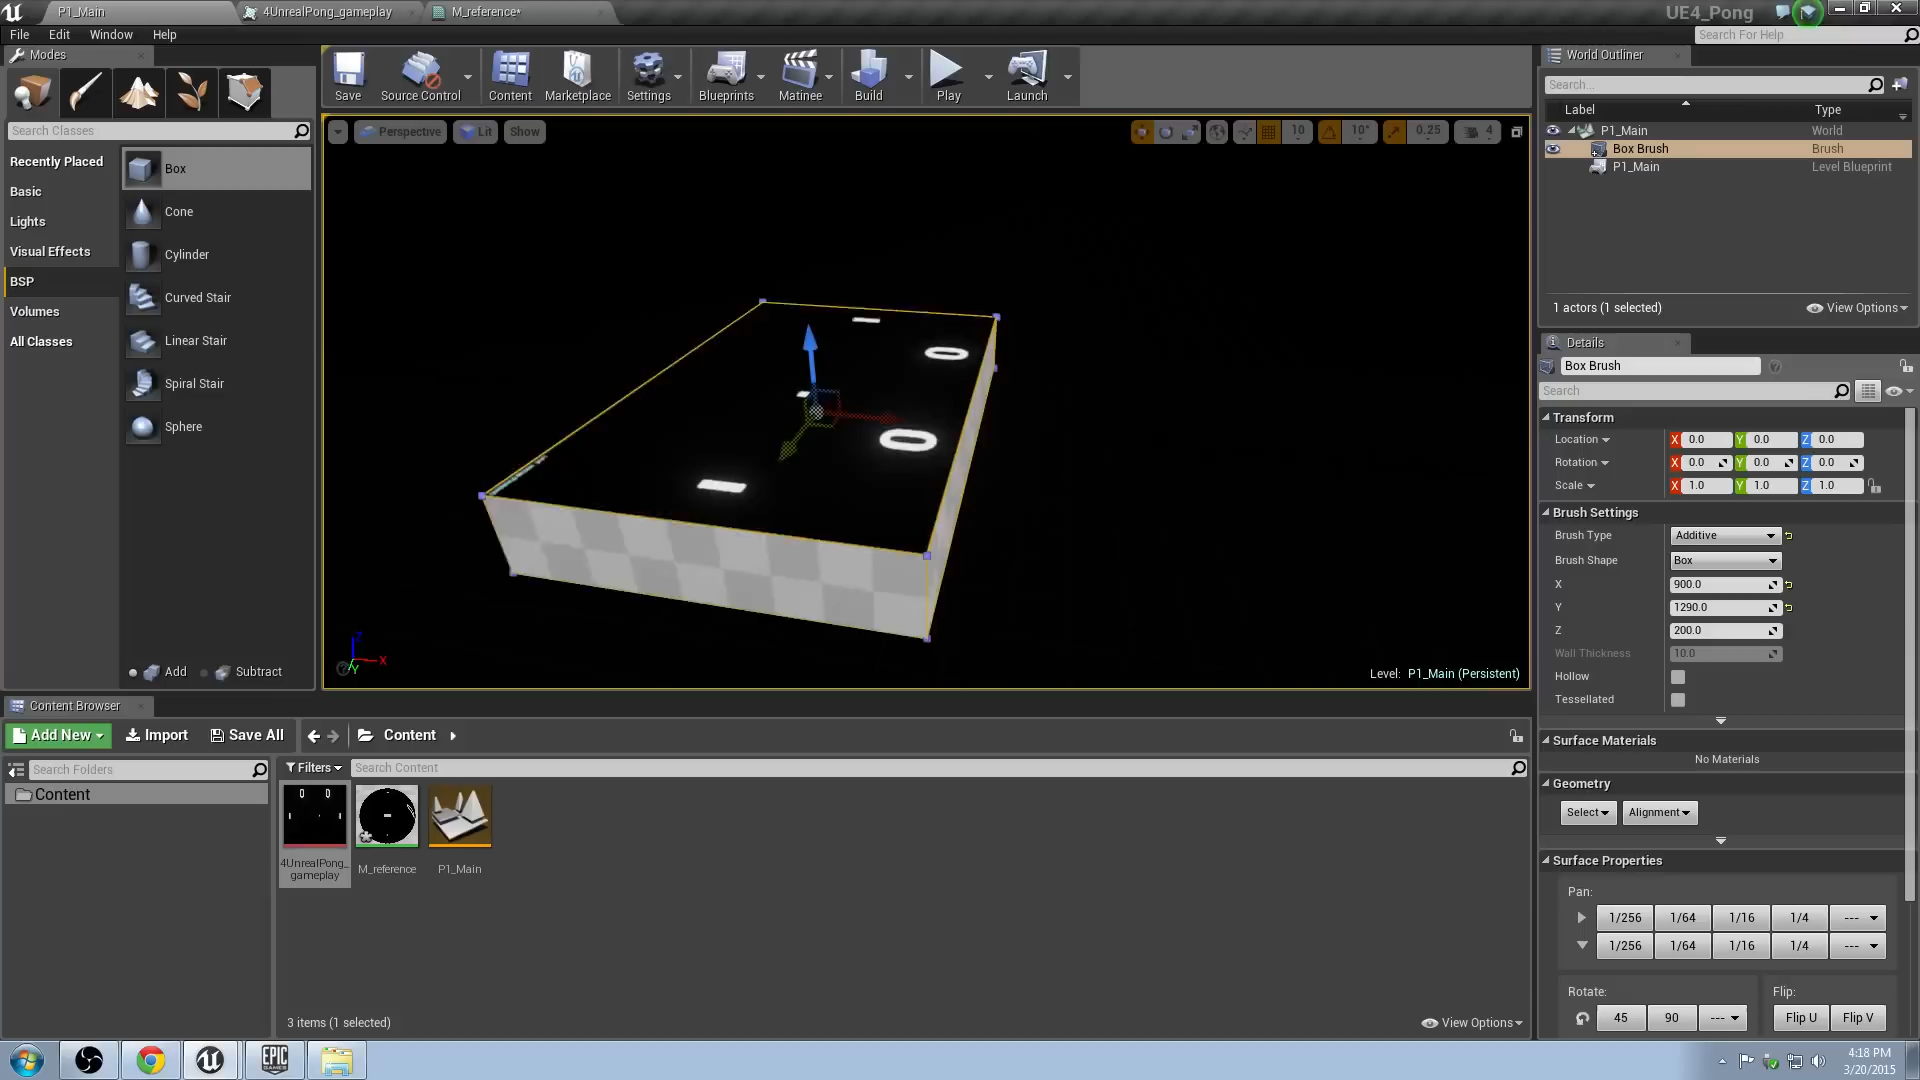 P1_Main
4UnrealPong_gameplay
M_reference*
UE4_Pong
File Edit Window Help
Search For Help
Modes
Search Classes
Recently Placed
Basic
Lights
Visual Effects
BSP
Volumes
All Classes
Box
Cone
Cylinder
Curved Stair
Linear Stair
Spiral Stair
Sphere
Add Subtract
Save Source Control Content Marketplace Settings Blueprints Matinee Build Play Launch
Perspective Lit Show
10 10° 0.25 4
Z
X
Y
Level: P1_Main (Persistent)
World Outliner
Search...
Label Type
P1_Main World
Box Brush Brush
P1_Main Level Blueprint
1 actors (1 selected) View Options
Details
Box Brush
Search
Transform
Location X 0.0 Y 0.0 Z 0.0
Rotation X 0.0 Y 0.0 Z 0.0
Scale X 1.0 Y 1.0 Z 1.0
Brush Settings
Brush Type Additive
Brush Shape Box
X 900.0
Y 1290.0
Z 200.0
Wall Thickness 10.0
Hollow
Tessellated
Surface Materials
No Materials
Geometry
Select Alignment
Surface Properties
Pan:
1/256 1/64 1/16 1/4 ---
1/256 1/64 1/16 1/4 ---
Rotate: Flip:
45 90 --- Flip U Flip V
Content Browser
Add New Import Save All Content
Search Folders
Content
Filters Search Content
4UnrealPong_
gameplay
M_reference
P1_Main
3 items (1 selected) View Options
EPIC
GAMES
4:18 PM
3/20/2015